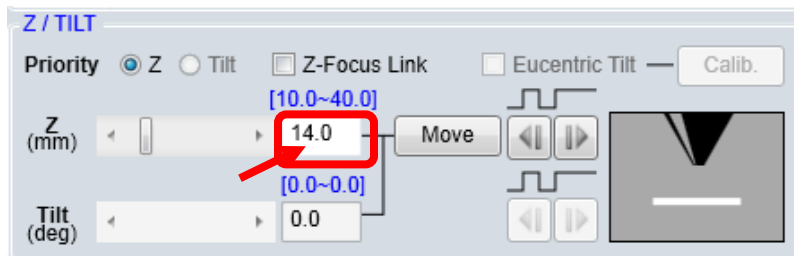 Z / TILT
Priority Z Tilt Z-Focus Link Eucentric Tilt Calib.
[10.0~40.0]
Z
(mm) 14.0 Move
[0.0~0.0]
Tilt
(deg) 0.0